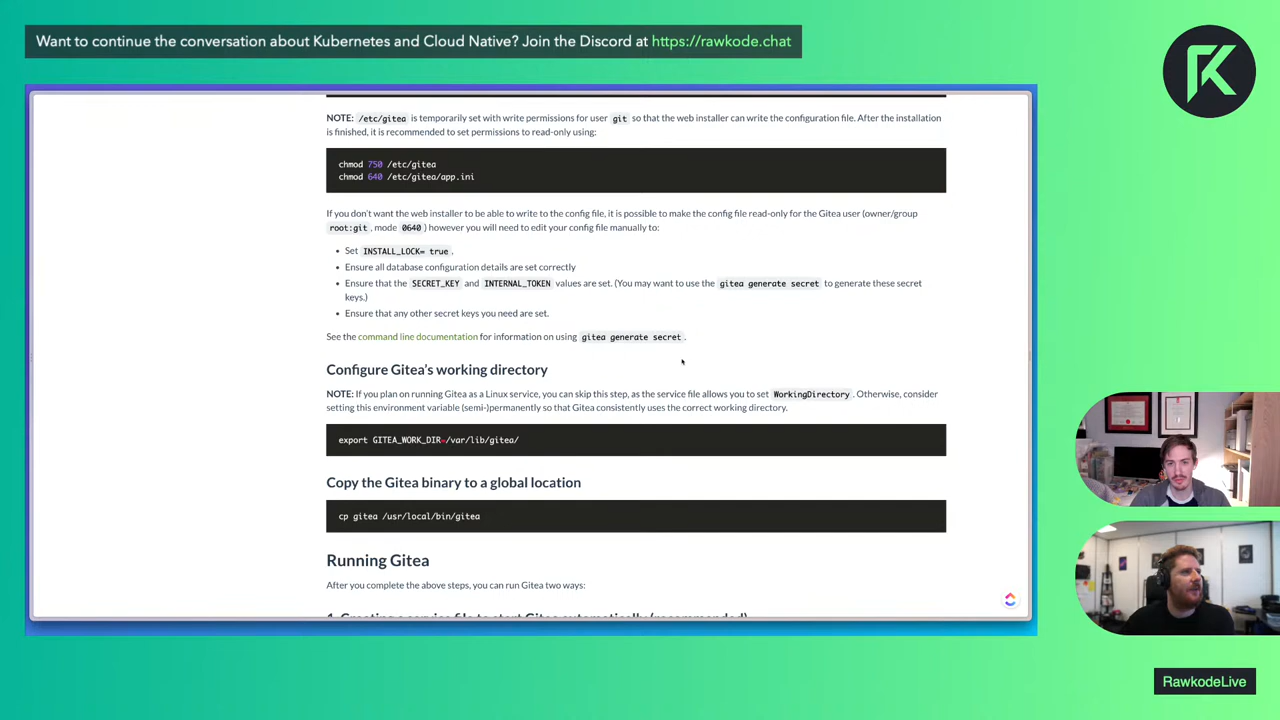 Want to continue the conversation about Kubernetes and Cloud Native? Join the Discord at https://rawkode.chat
NOTE: /etc/gitea is temporarily set with write permissions for user git so that the web installer can write the configuration file. After the installation
is finished, it is recommended to set permissions to read-only using:
chmod 750 /etc/gitea
chmod 640 /etc/gitea/app.ini
If you don't want the web installer to be able to write to the config file, it is possible to make the config file read-only for the Gitea user (owner/group
root:git , mode 0640 ) however you will need to edit your config file manually to:
• Set INSTALL_LOCK= true ,
• Ensure all database configuration details are set correctly
• Ensure that the SECRET_KEY and INTERNAL_TOKEN values are set. (You may want to use the gitea generate secret to generate these secret
keys.)
• Ensure that any other secret keys you need are set.
See the command line documentation for information on using gitea generate secret .
Configure Gitea's working directory
NOTE: If you plan on running Gitea as a Linux service, you can skip this step, as the service file allows you to set WorkingDirectory . Otherwise, consider
setting this environment variable (semi-)permanently so that Gitea consistently uses the correct working directory.
export GITEA_WORK_DIR=/var/lib/gitea/
Copy the Gitea binary to a global location
cp gitea /usr/local/bin/gitea
Running Gitea
After you complete the above steps, you can run Gitea two ways:
1. Creating a service file to start Gitea automatically (recommended)
RawkodeLive